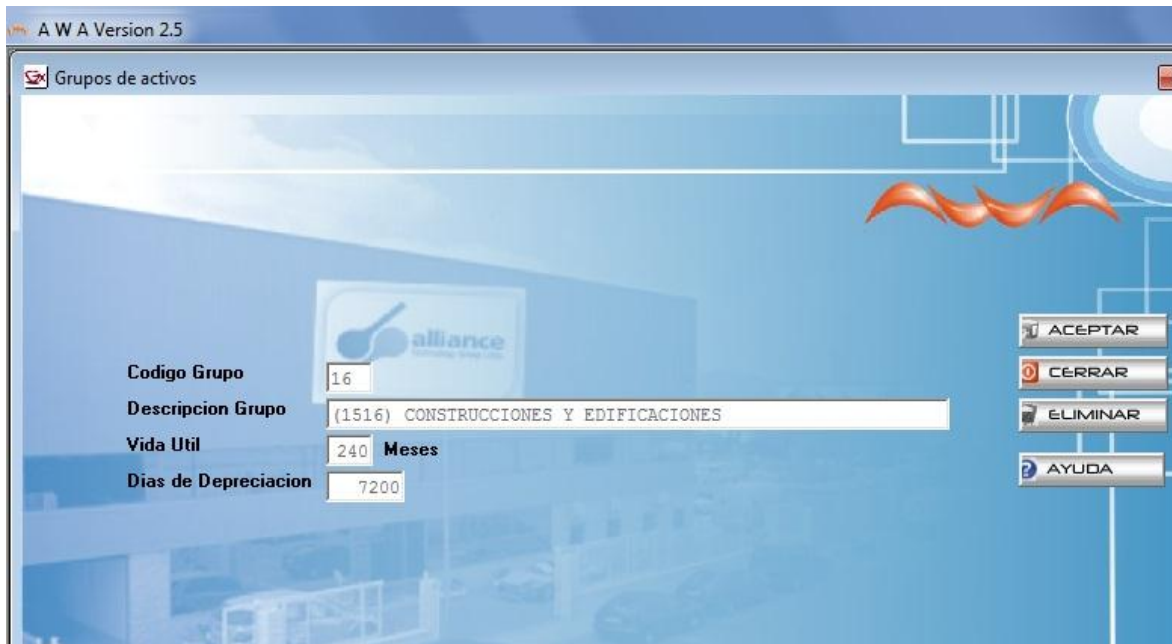 A W A Version 2.5
Grupos de activos
alliance
ACEPTAR
Codigo Grupo 16 CERRAR
Descripcion Grupo (1516) CONSTRUCCIONES Y EDIFICACIONES ELIMINAR
Vida Util 240 Meses
Dias de Depreciacion 7200 AYUDA